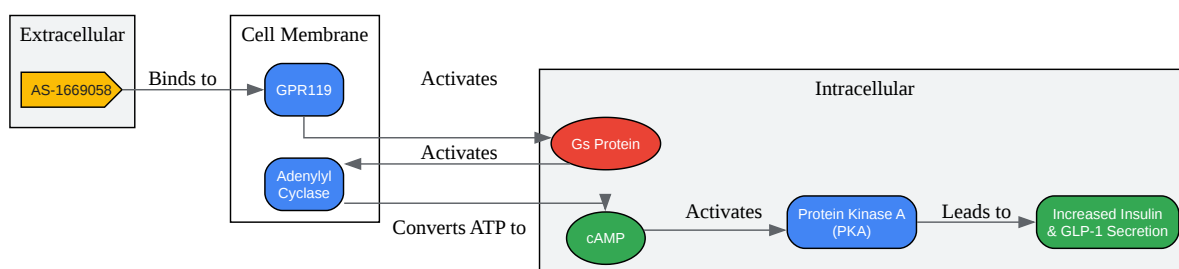 Extracellular
AS-1669058
Binds to
Cell Membrane
GPR119
Activates
Intracellular
Gs Protein
Activates
Adenylyl
Cyclase
Converts ATP to
cAMP
Activates
Protein Kinase A
(PKA)
Leads to
Increased Insulin
& GLP-1 Secretion